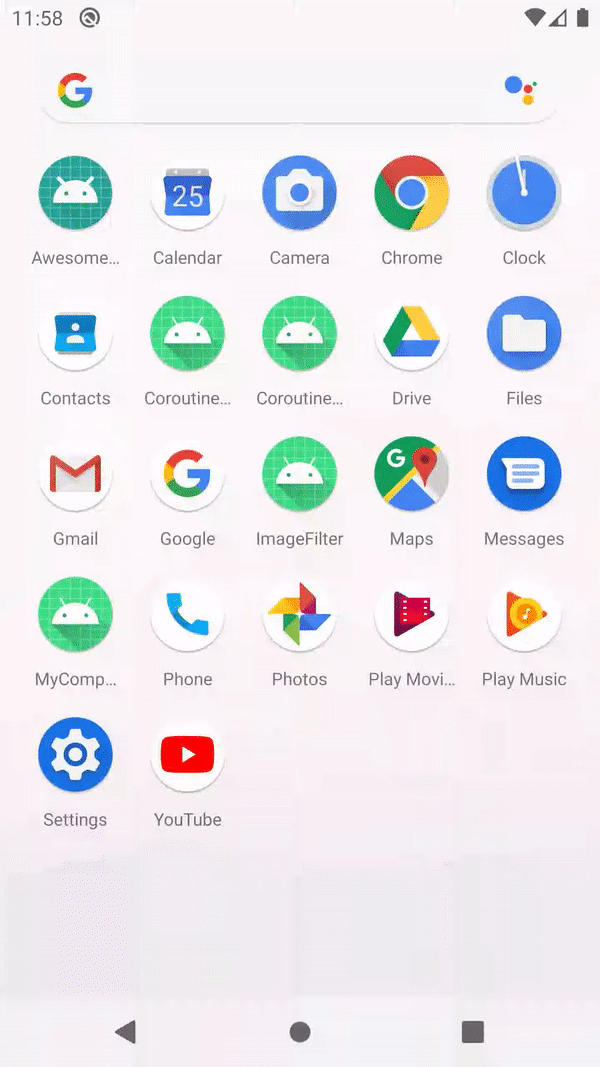 11:58
G
Awesome... Calendar Camera Chrome Clock
25
Contacts Coroutine... Coroutine... Drive Files
G G
Gmail Google ImageFilter Maps Messages
MyComp... Phone Photos Play Movi... Play Music
Settings YouTube